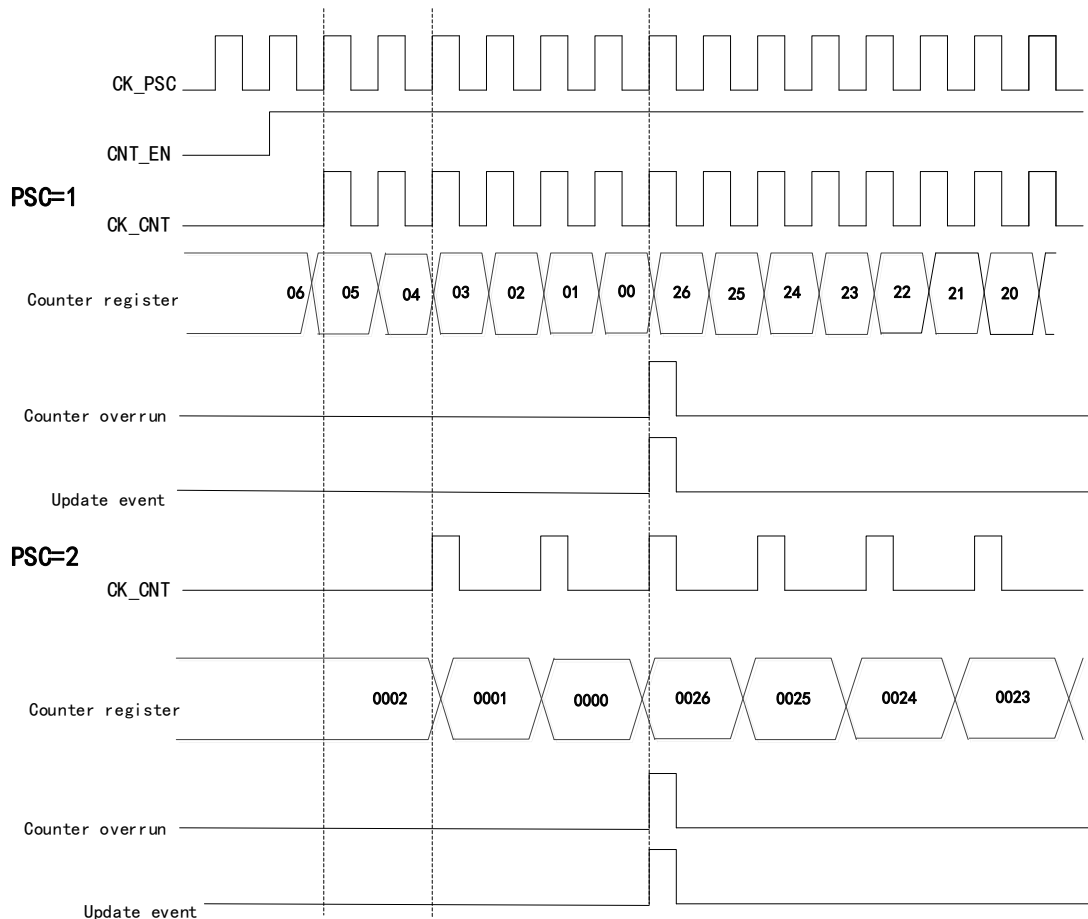 CK_PSC
CNT_EN
PSC=1
CK_CNT
Counter register 06 05 04 03 02 01 00 26 25 24 23 22 21 20
Counter overrun
Update event
PSC=2
CK_CNT
Counter register 0002 0001 0000 0026 0025 0024 0023
Counter overrun
Update event